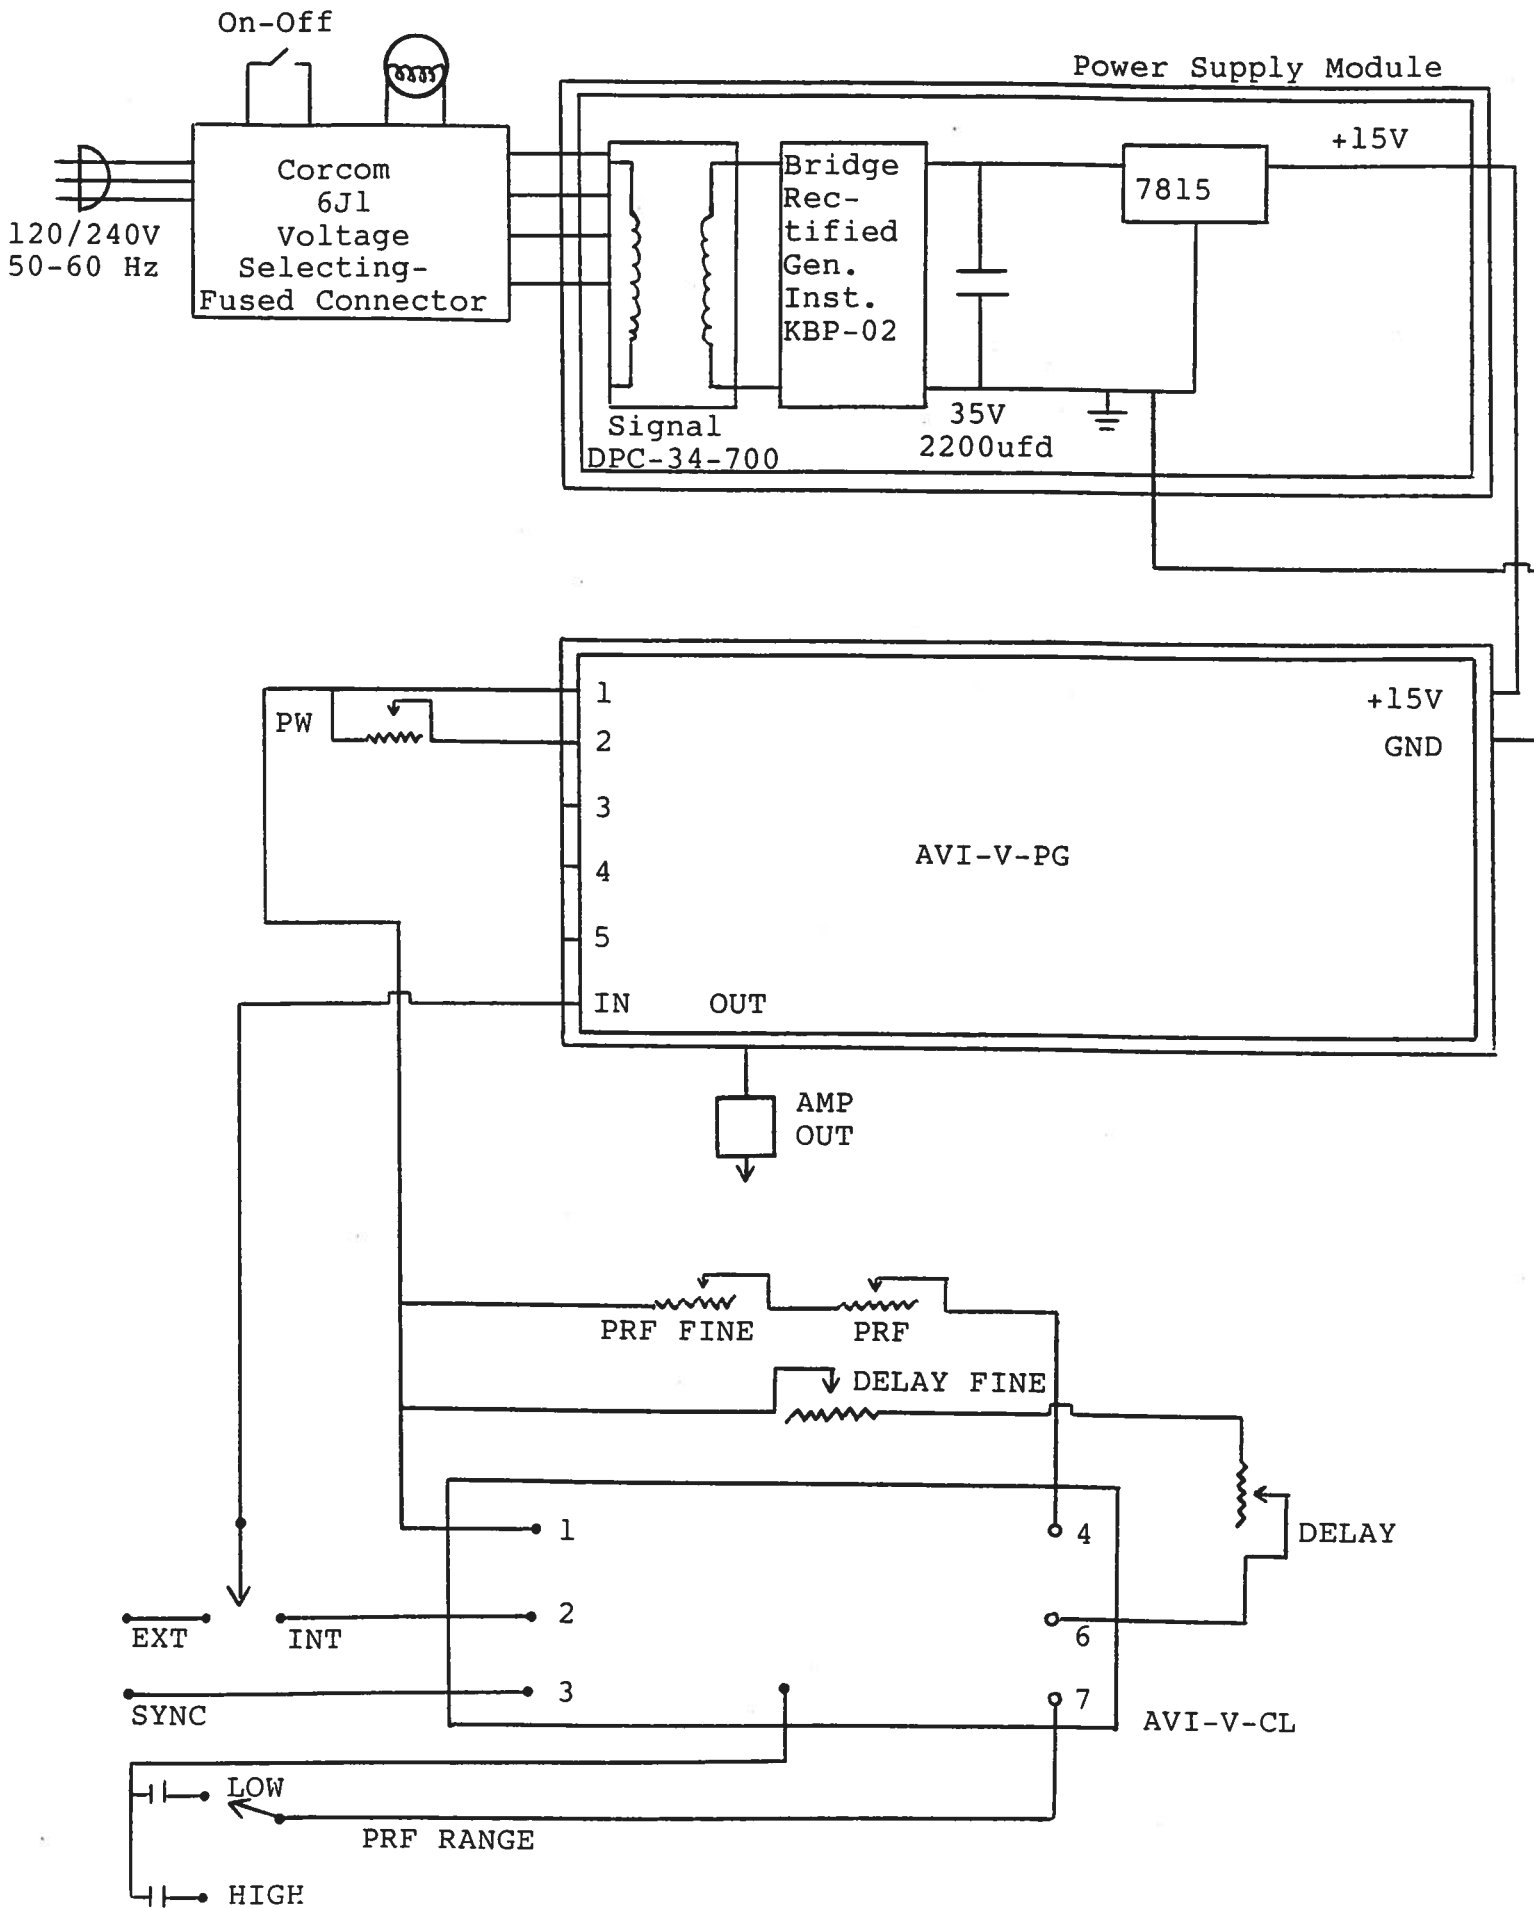 On-Off
Power Supply Module
120/240V
50-60 Hz
Corcom
6J1
Voltage
Selecting-
Fused Connector
Signal
DPC-34-700
Bridge
Rec-
tified
Gen.
Inst.
KBP-02
35V
2200ufd
7815
+15V
PW
1
2
3
4
5
IN
OUT
AVI-V-PG
+15V
GND
AMP
OUT
PRF FINE
PRF
DELAY FINE
DELAY
1
2
3
4
6
7
EXT
INT
SYNC
AVI-V-CL
LOW
PRF RANGE
HIGH